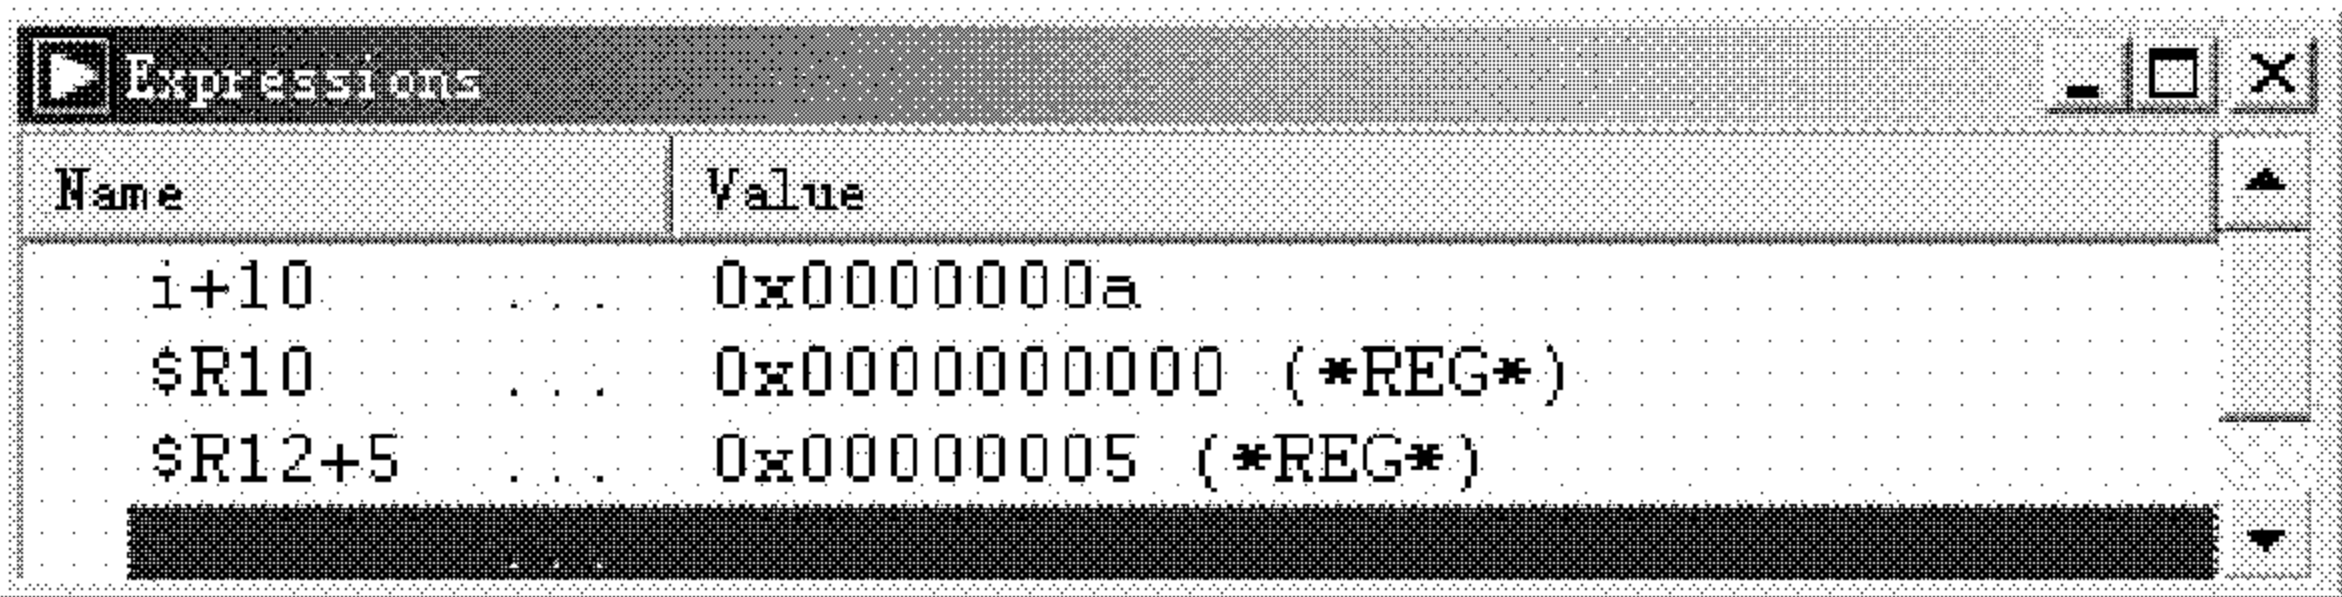 Expressions
Name Value
i+10 ... 0x0000000a
$R10 ... 0x0000000000 (*REG*)
$R12+5 ... 0x00000005 (*REG*)
...